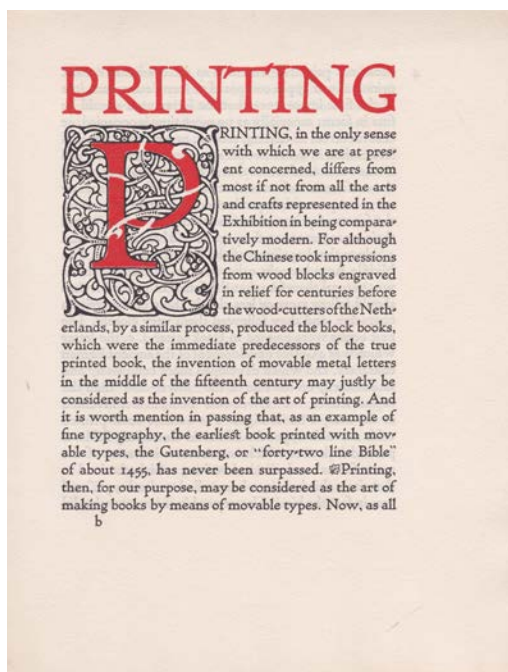 PRINTING
PRINTING, in the only sense
with which we are at pres-
ent concerned, differs from
most if not from all the arts
and crafts represented in the
Exhibition in being compara-
tively modern. For although
the Chinese took impressions
from wood blocks engraved
in relief for centuries before
the wood-cutters of the Neth-
erlands, by a similar process, produced the block books,
which were the immediate predecessors of the true
printed book, the invention of movable metal letters
in the middle of the fifteenth century may justly be
considered as the invention of the art of printing. And
it is worth mention in passing that, as an example of
fine typography, the earliest book printed with mov-
able types, the Gutenberg, or "forty-two line Bible"
of about 1455, has never been surpassed. ❦Printing,
then, for our purpose, may be considered as the art of
making books by means of movable types. Now, as all
b